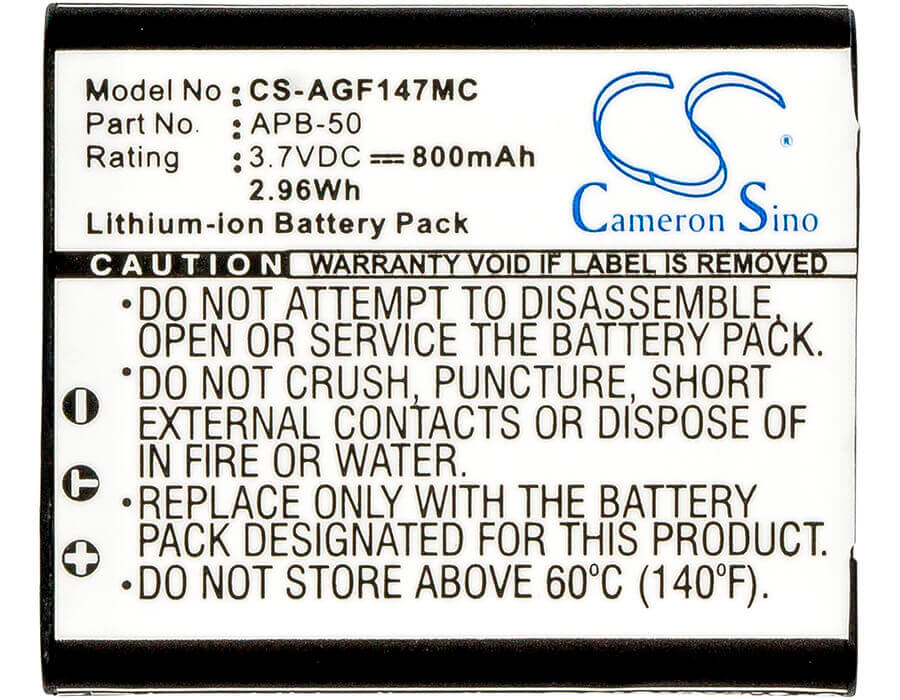 Model No : CS-AGF147MC
Part No. : APB-50
Rating : 3.7VDC ⎓ 800mAh
2.96Wh
Lithium-ion Battery Pack
Cameron Sino
CAUTION WARRANTY VOID IF LABEL IS REMOVED
•DO NOT ATTEMPT TO DISASSEMBLE,
OPEN OR SERVICE THE BATTERY PACK.
•DO NOT CRUSH, PUNCTURE, SHORT
EXTERNAL CONTACTS OR DISPOSE OF
IN FIRE OR WATER.
•REPLACE ONLY WITH THE BATTERY
PACK DESIGNATED FOR THIS PRODUCT.
•DO NOT STORE ABOVE 60°C (140°F).
−
T
+